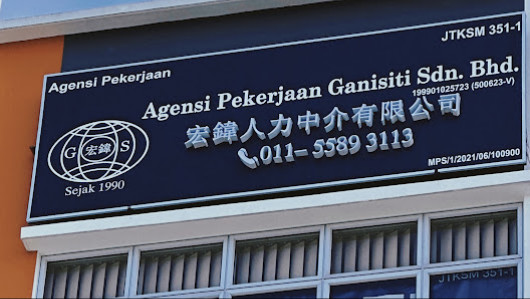 JTKSM 351-1
Agensi Pekerjaan
Agensi Pekerjaan Ganisiti Sdn. Bhd.
199901025723 (500623-V)
宏鍏人力中介有限公司
011-5589 3113
G 宏鍏 S
Sejak 1990
MPS/1/2021/06/100900
JTKSM 351-1